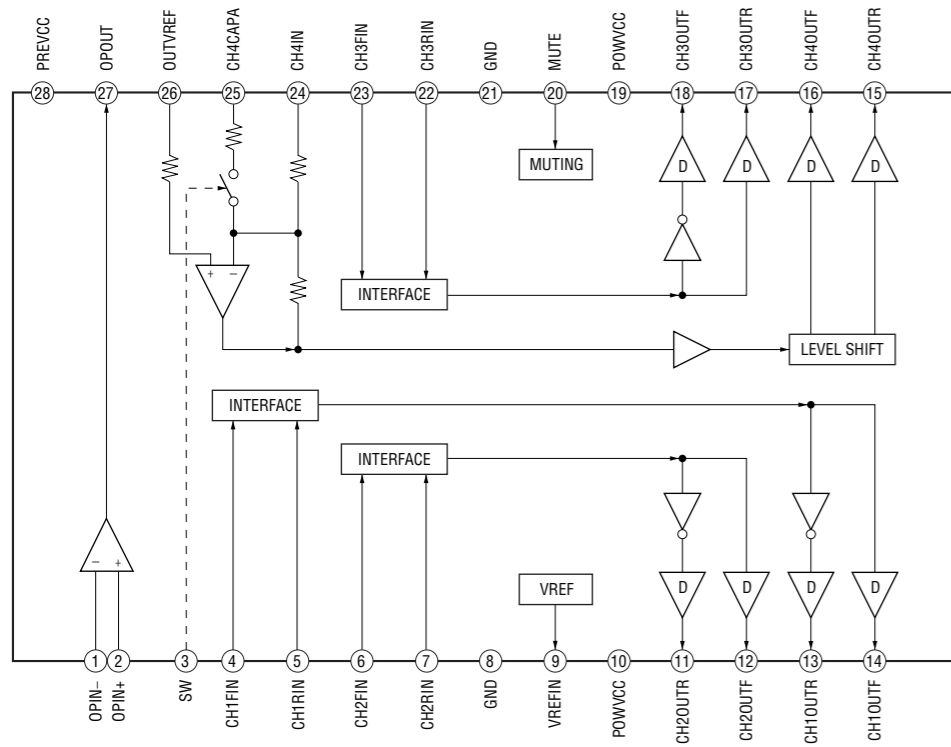 PREVCC
OPOUT
OUTVREF
CH4CAPA
CH4IN
CH3FIN
CH3RIN
GND
MUTE
POWVCC
CH3OUTF
CH3OUTR
CH4OUTF
CH4OUTR
28
27
26
25
24
23
22
21
20
19
18
17
16
15
MUTING
D
D
D
D
+
−
INTERFACE
LEVEL SHIFT
INTERFACE
INTERFACE
−
+
VREF
D
D
D
D
1
2
3
4
5
6
7
8
9
10
11
12
13
14
OPIN−
OPIN+
SW
CH1FIN
CH1RIN
CH2FIN
CH2RIN
GND
VREFIN
POWVCC
CH2OUTR
CH2OUTF
CH1OUTR
CH1OUTF